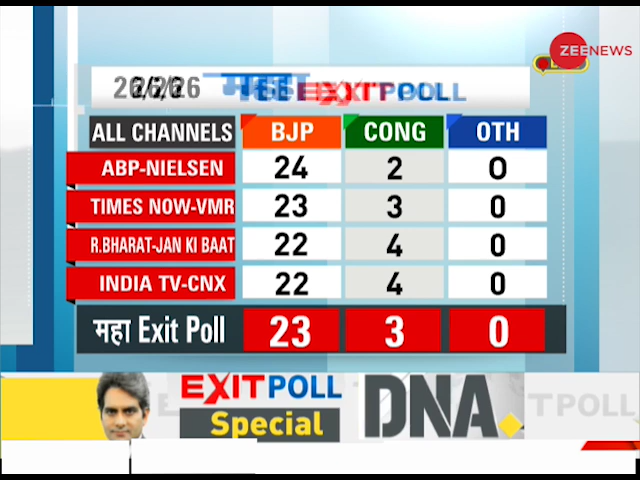 ZEE NEWS
EXIT POLL
ALL CHANNELS BJP CONG OTH
ABP-NIELSEN 24 2 0
TIMES NOW-VMR 23 3 0
R.BHARAT-JAN KI BAAT 22 4 0
INDIA TV-CNX 22 4 0
महा Exit Poll 23 3 0
EXIT POLL
Special
DNA
T POLL